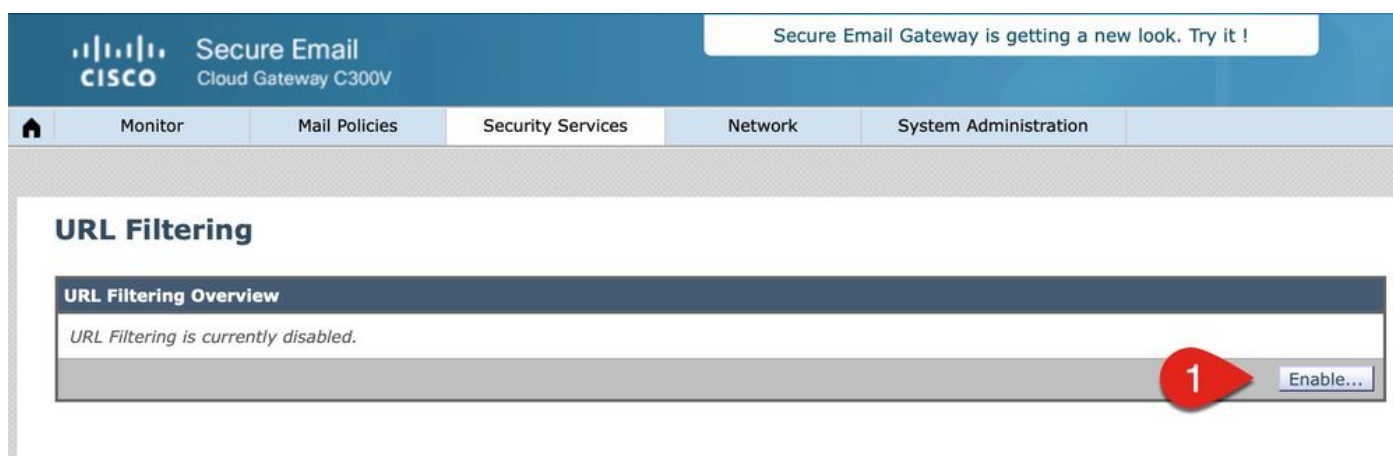 Secure Email Gateway is getting a new look. Try it !
CISCO Secure Email
Cloud Gateway C300V
Monitor Mail Policies Security Services Network System Administration
URL Filtering
URL Filtering Overview
URL Filtering is currently disabled.
1 Enable...